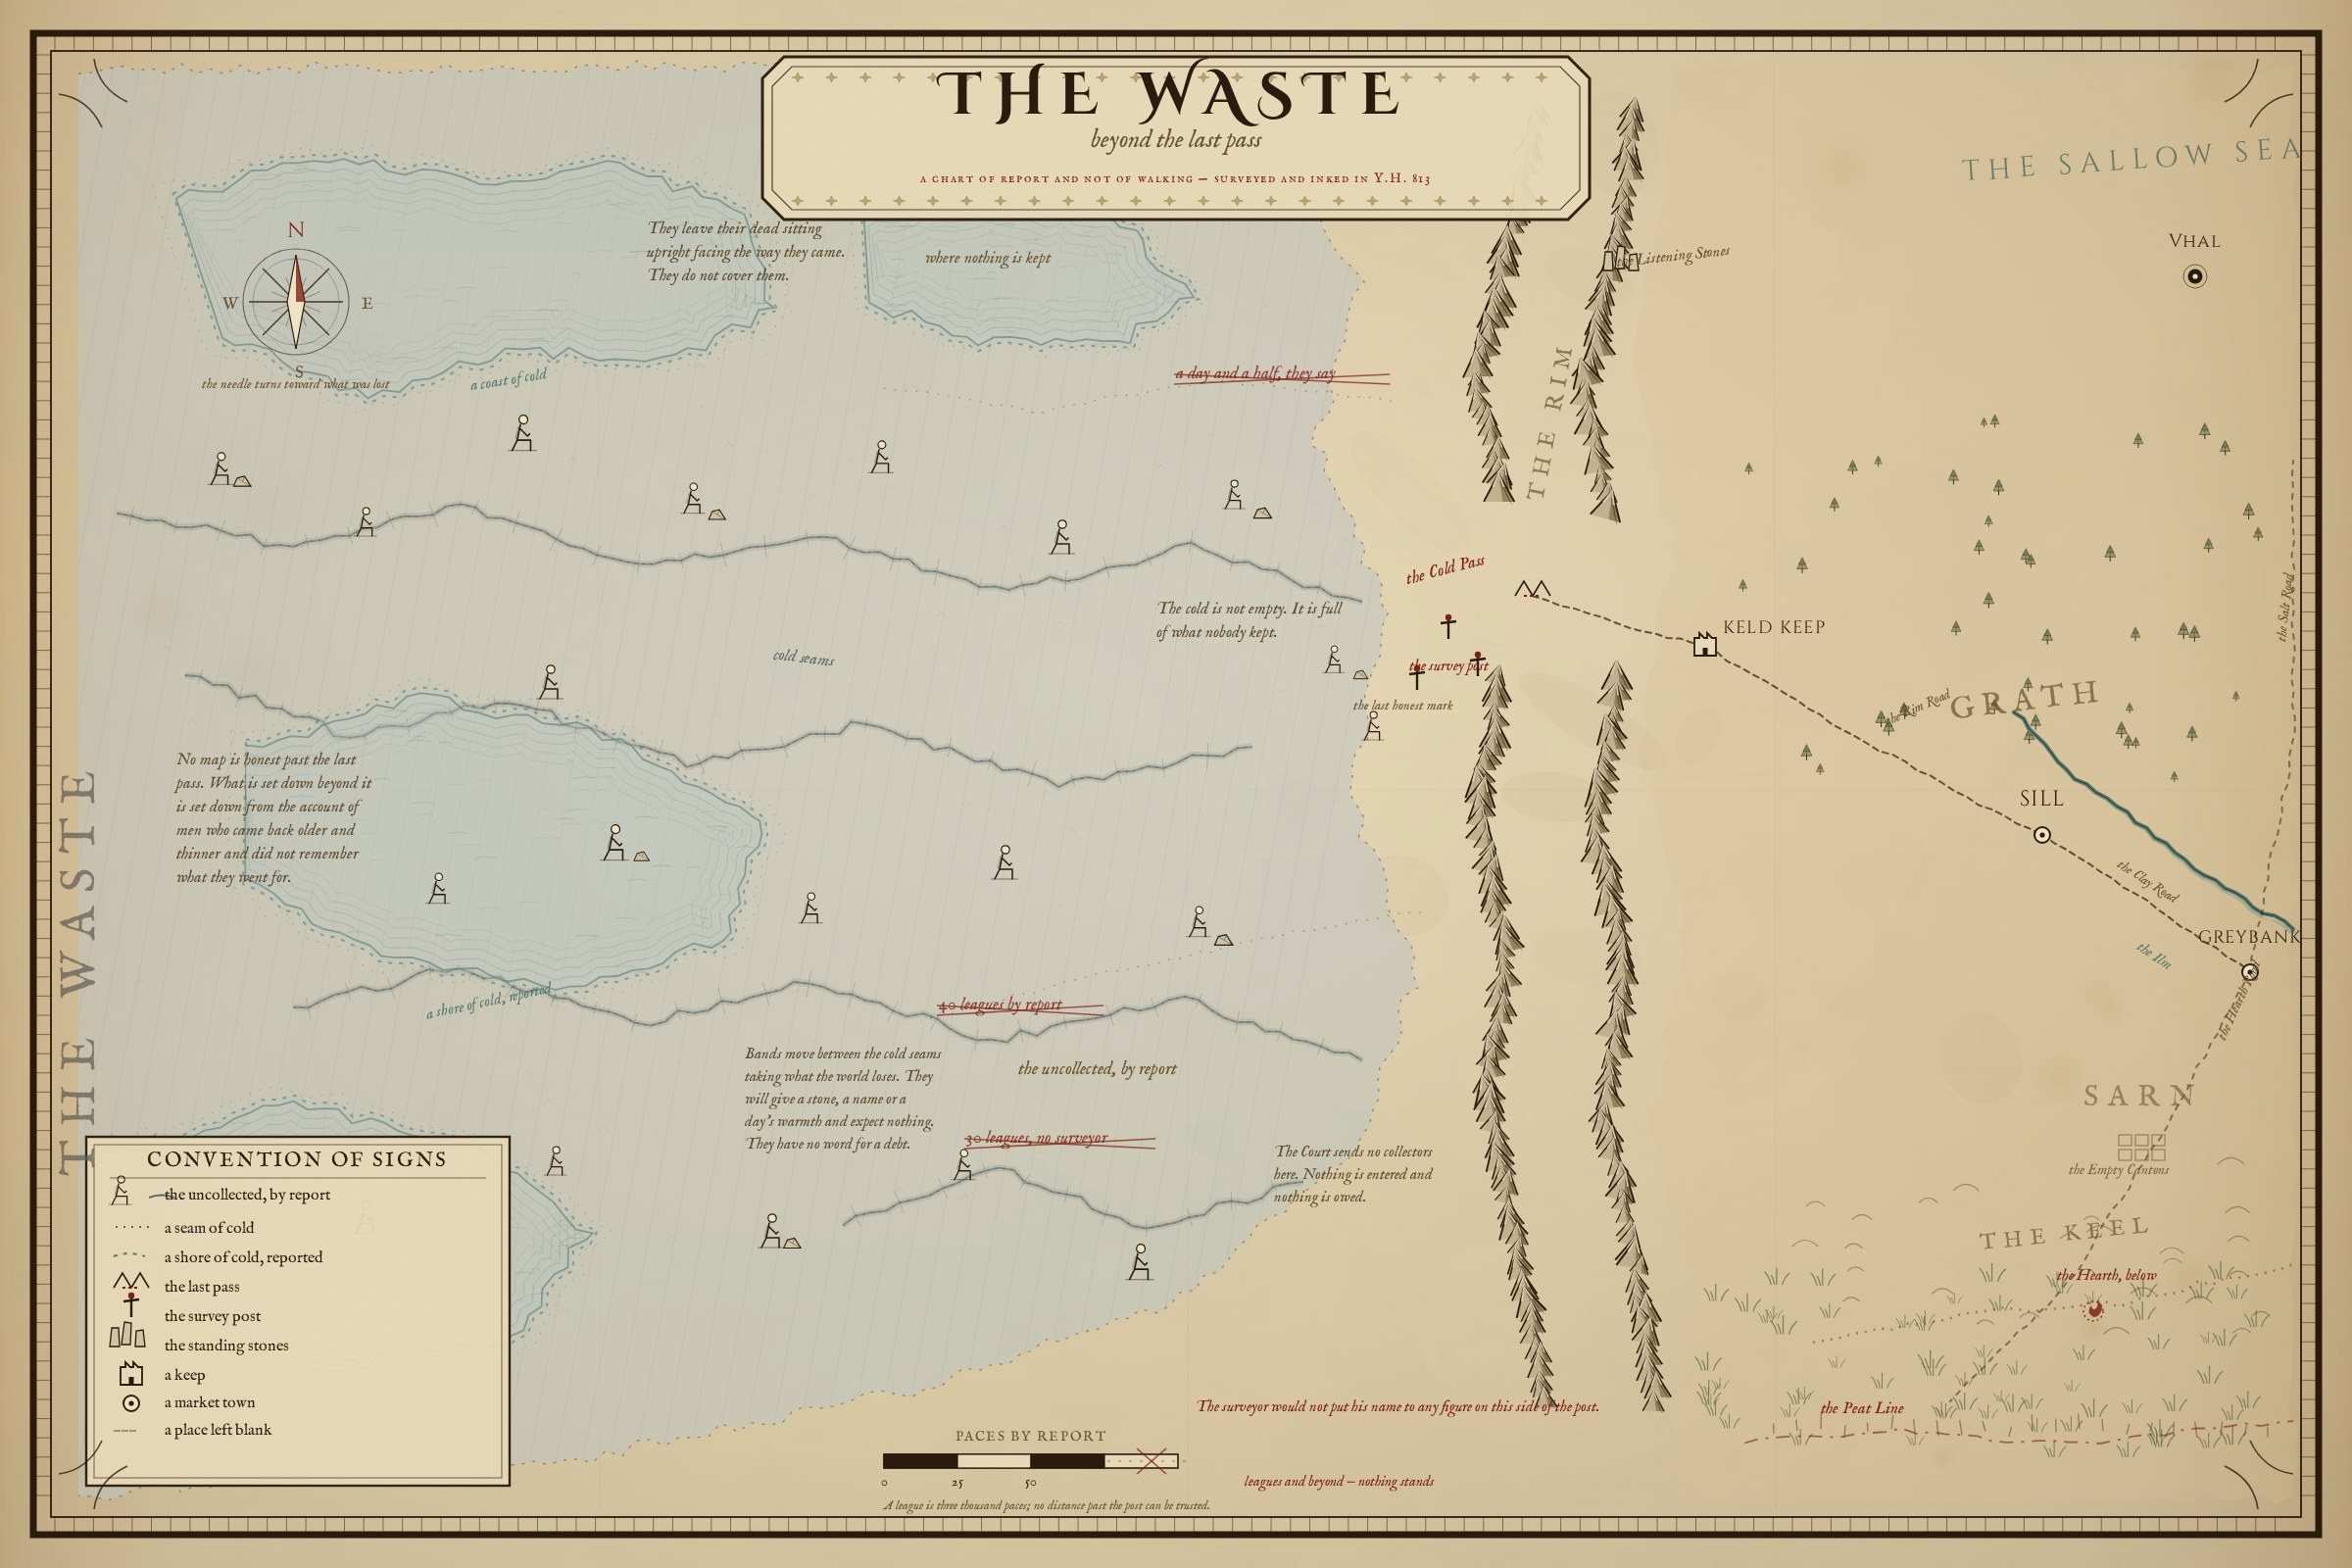 THE WASTE
beyond the last pass
A CHART OF REPORT AND NOT OF WALKING — SURVEYED AND INKED IN Y.H. 813
THE SALLOW SEA
VHAL
They leave their dead sitting
upright facing the way they came.
They do not cover them.
where nothing is kept
the Listening Stones
N
W
E
S
the needle turns toward what was lost
a coast of cold
a day and a half, they say
THE RIM
the Cold Pass
The cold is not empty. It is full
of what nobody kept.
cold seams
the survey post
the last honest mark
KELD KEEP
the Salt Road
the Rim Road
GRATH
SILL
the Clay Road
GREYBANK
the Ilm
the Hearth
No map is honest past the last
pass. What is set down beyond it
is set down from the account of
men who came back older and
thinner and did not remember
what they went for.
THE WASTE
a shore of cold, reported
40 leagues by report
Bands move between the cold seams
taking what the world loses. They
will give a stone, a name or a
day's warmth and expect nothing.
They have no word for a debt.
the uncollected, by report
30 leagues, no surveyor
The Court sends no collectors
here. Nothing is entered and
nothing is owed.
SARN
the Empty Cantons
THE KEEL
the Hearth, below
the Peat Line
CONVENTION OF SIGNS
the uncollected, by report
a seam of cold
a shore of cold, reported
the last pass
the survey post
the standing stones
a keep
a market town
a place left blank
The surveyor would not put his name to any figure on this side of the post.
PACES BY REPORT
0 25 50
leagues and beyond — nothing stands
A league is three thousand paces; no distance past the post can be trusted.